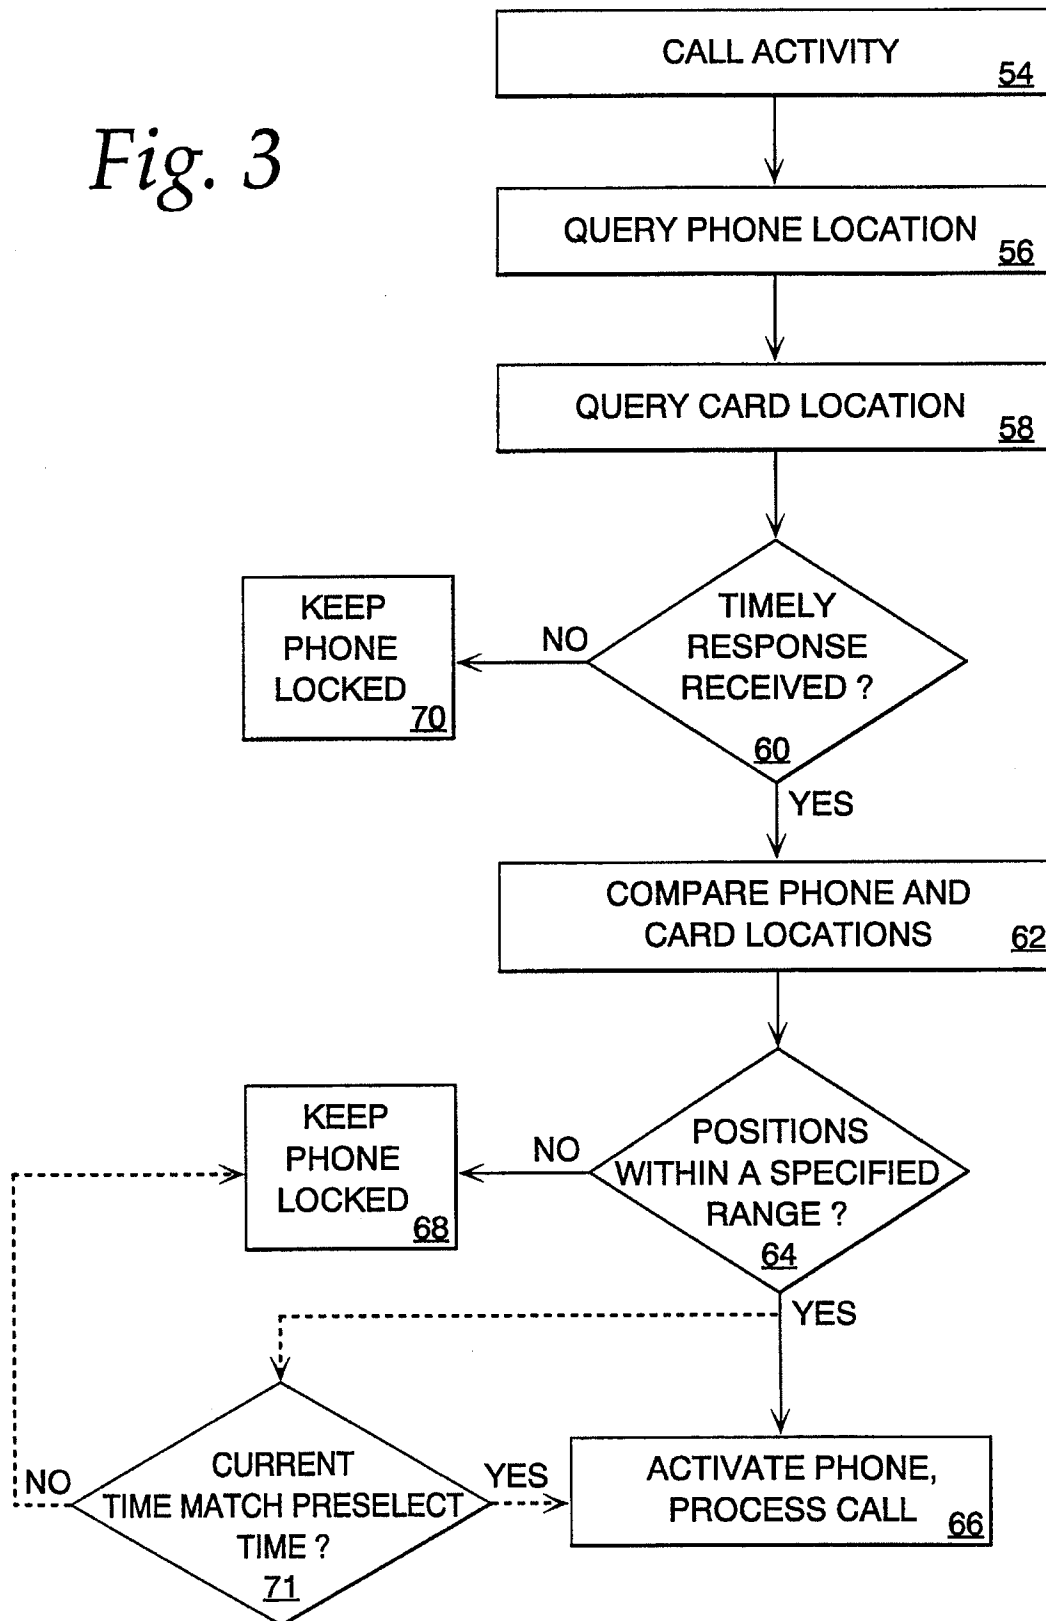 Fig. 3
CALL ACTIVITY
54
QUERY PHONE LOCATION
56
QUERY CARD LOCATION
58
TIMELY
RESPONSE
RECEIVED ?
60
NO
KEEP
PHONE
LOCKED
70
YES
COMPARE PHONE AND
CARD LOCATIONS
62
POSITIONS
WITHIN A SPECIFIED
RANGE ?
64
NO
KEEP
PHONE
LOCKED
68
YES
CURRENT
TIME MATCH PRESELECT
TIME ?
71
NO
YES
ACTIVATE PHONE,
PROCESS CALL
66